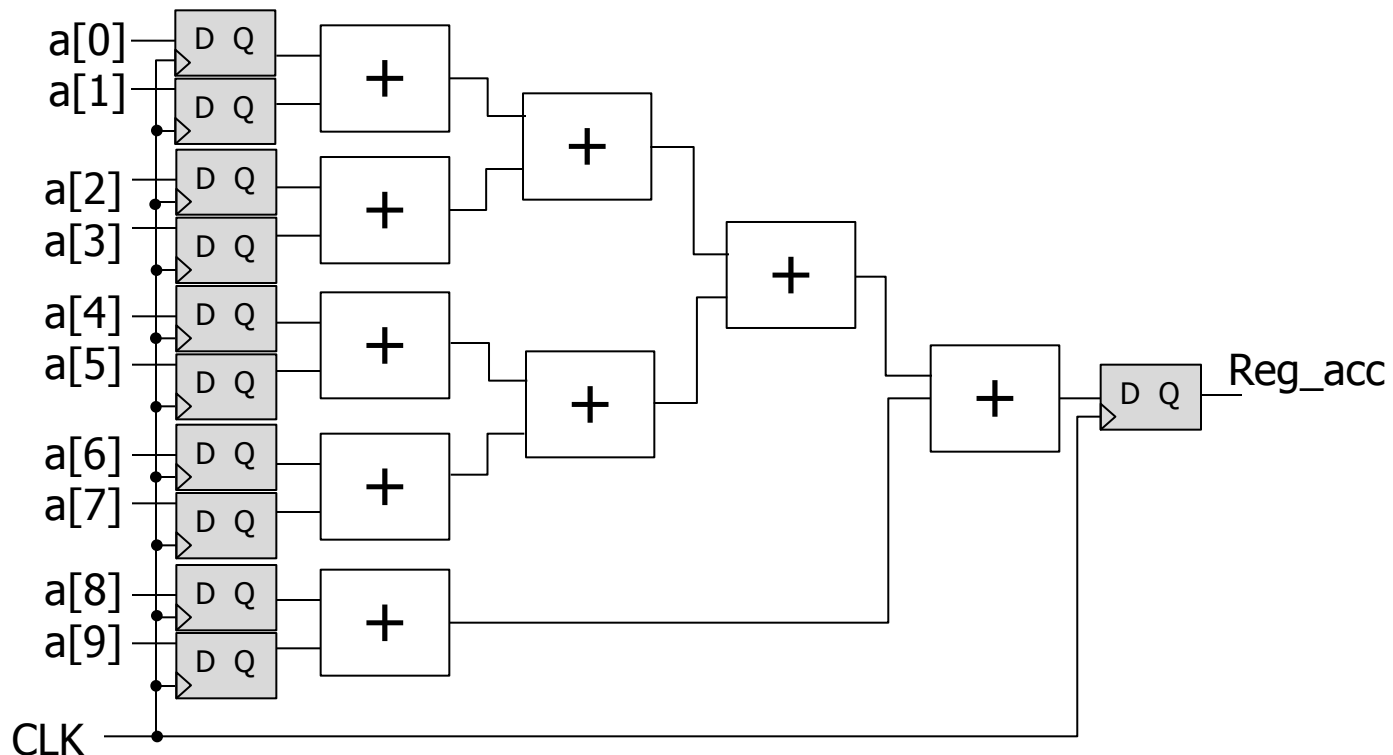 a[0]
D Q
+
a[1]
D Q
+
a[2]
D Q
+
a[3]
D Q
+
a[4]
D Q
+
a[5]
D Q
+
Reg_acc
D Q
+
+
a[6]
D Q
+
a[7]
D Q
a[8]
D Q
+
a[9]
D Q
CLK